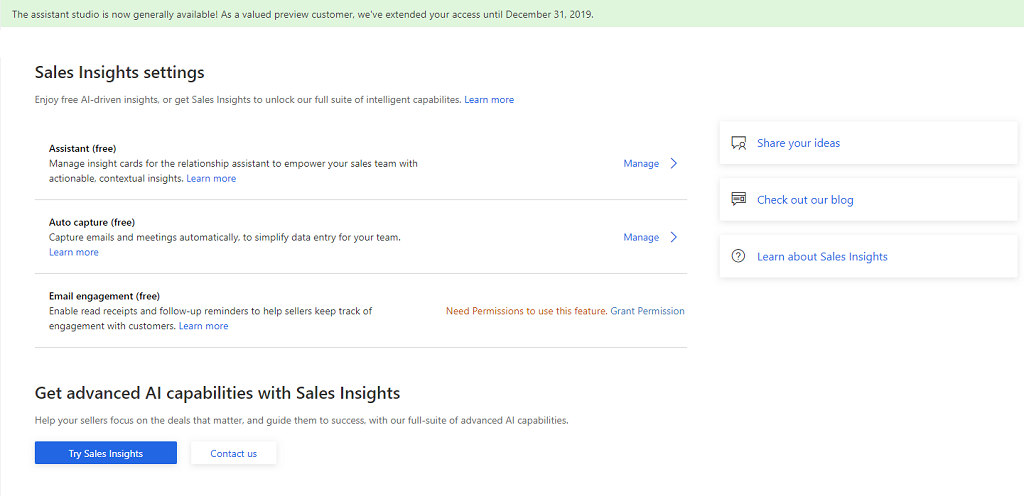 The assistant studio is now generally available! As a valued preview customer, we've extended your access until December 31, 2019.
Sales Insights settings
Enjoy free AI-driven insights, or get Sales Insights to unlock our full suite of intelligent capabilites. Learn more
Assistant (free)
Manage insight cards for the relationship assistant to empower your sales team with
actionable, contextual insights. Learn more
Manage
Auto capture (free)
Capture emails and meetings automatically, to simplify data entry for your team.
Learn more
Manage
Email engagement (free)
Enable read receipts and follow-up reminders to help sellers keep track of
engagement with customers. Learn more
Need Permissions to use this feature. Grant Permission
Get advanced AI capabilities with Sales Insights
Help your sellers focus on the deals that matter, and guide them to success, with our full-suite of advanced AI capabilities.
Try Sales Insights
Contact us
Share your ideas
Check out our blog
Learn about Sales Insights